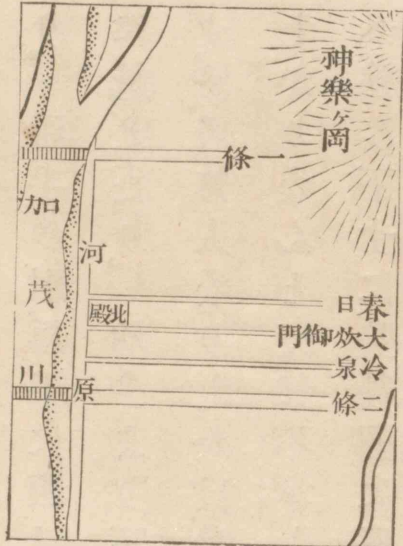 神樂ヶ岡
一條
加茂川
河原
春日
北殿
大炊御門
冷泉
二條